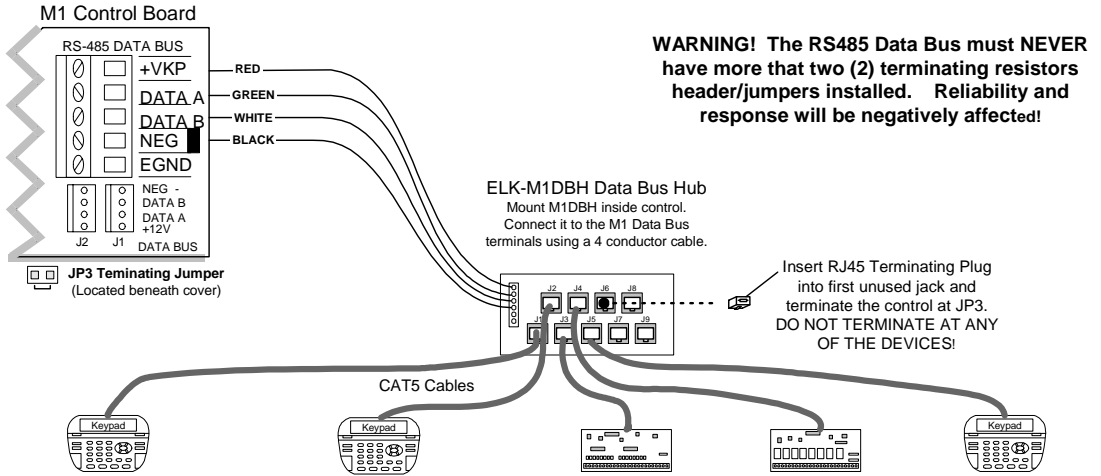 M1 Control Board
RS-485 DATA BUS
+VKP
DATA A
DATA B
NEG
EGND
RED
GREEN
WHITE
BLACK
NEG -
DATA B
DATA A
+12V
J2 J1 DATA BUS
JP3 Teminating Jumper
(Located beneath cover)
WARNING! The RS485 Data Bus must NEVER
have more that two (2) terminating resistors
header/jumpers installed. Reliability and
response will be negatively affected!
ELK-M1DBH Data Bus Hub
Mount M1DBH inside control.
Connect it to the M1 Data Bus
terminals using a 4 conductor cable.
J2 J4 J6 J8
J1 J3 J5 J7 J9
Insert RJ45 Terminating Plug
into first unused jack and
terminate the control at JP3.
DO NOT TERMINATE AT ANY
OF THE DEVICES!
CAT5 Cables
Keypad
Keypad
Keypad